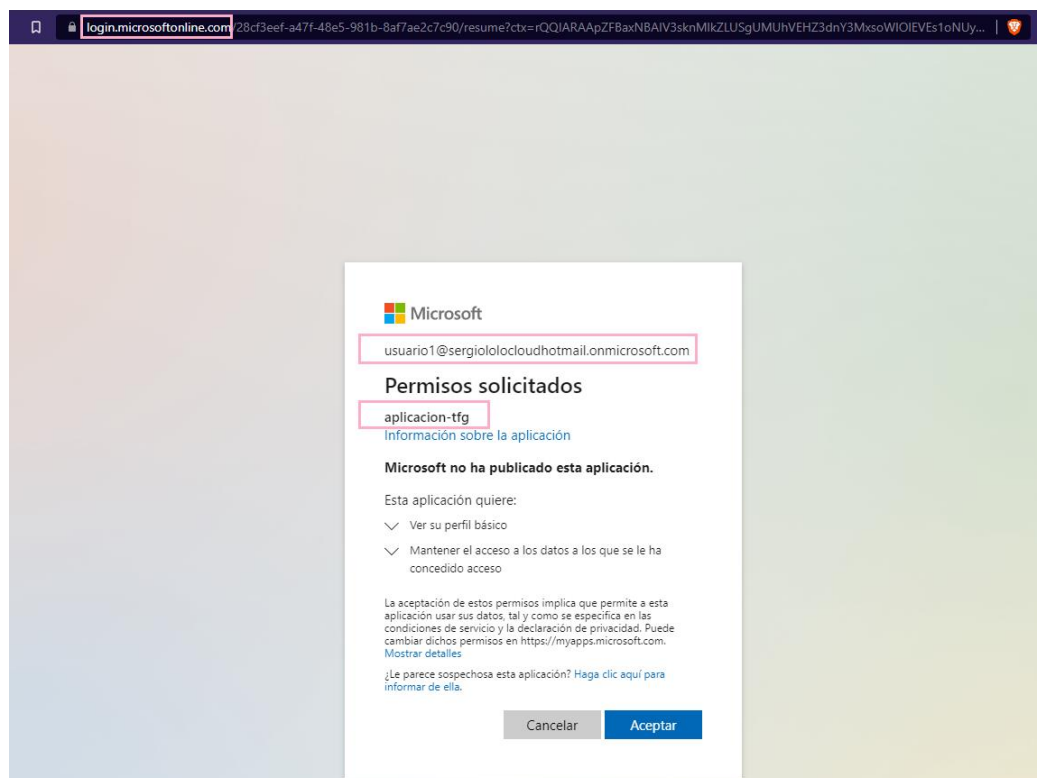 login.microsoftonline.com/28cf3eef-a47f-48e5-981b-8af7ae2c7c90/resume?ctx=rQQIARAApZFBaxNBAIV3sknMIkZLUSgUMUhVEHZ3dnY3MxsoWIOIEVEs1oNUy...
Microsoft
usuario1@sergiololocloudhotmail.onmicrosoft.com
Permisos solicitados
aplicacion-tfg
Información sobre la aplicación
Microsoft no ha publicado esta aplicación.
Esta aplicación quiere:
Ver su perfil básico
Mantener el acceso a los datos a los que se le ha
concedido acceso
La aceptación de estos permisos implica que permite a esta
aplicación usar sus datos, tal y como se especifica en las
condiciones de servicio y la declaración de privacidad. Puede
cambiar dichos permisos en https://myapps.microsoft.com.
Mostrar detalles
¿Le parece sospechosa esta aplicación? Haga clic aquí para
informar de ella.
Cancelar
Aceptar